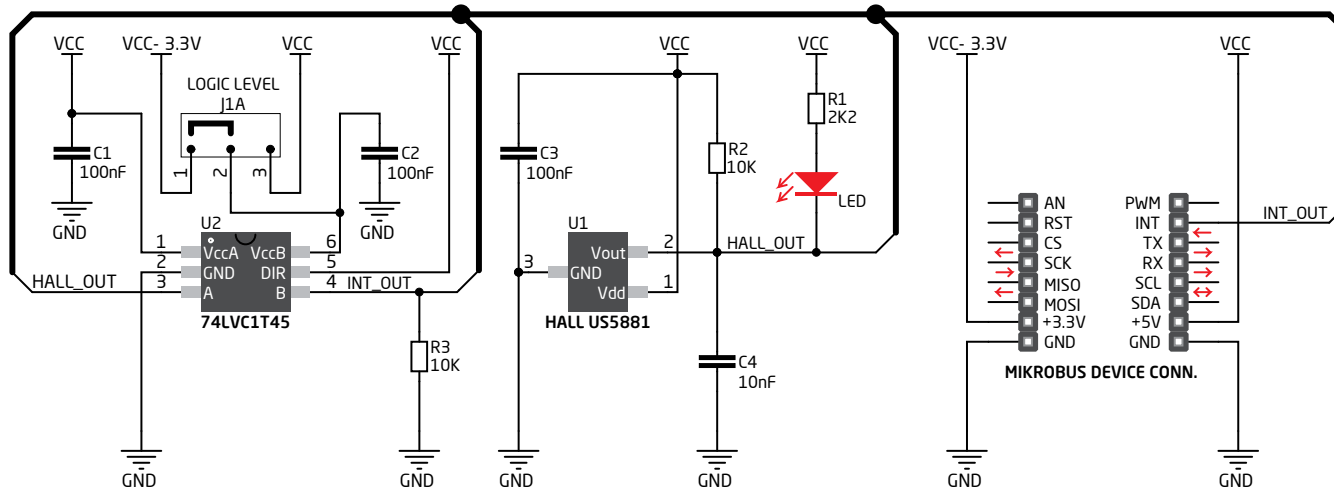 VCC
VCC- 3.3V
VCC
VCC
VCC
VCC
VCC- 3.3V
VCC
LOGIC LEVEL
J1A
R1
2K2
C1
100nF
C2
100nF
C3
100nF
R2
10K
1
2
3
LED
GND
GND
U2
1
VccA
VccB
6
2
GND
DIR
5
3
A
B
4
HALL_OUT
INT_OUT
74LVC1T45
R3
10K
U1
Vout
2
HALL_OUT
3
GND
Vdd
1
HALL US5881
C4
10nF
AN
PWM
RST
INT
INT_OUT
CS
TX
SCK
RX
MISO
SCL
MOSI
SDA
+3.3V
+5V
GND
GND
MIKROBUS DEVICE CONN.
GND
GND
GND
GND
GND
GND